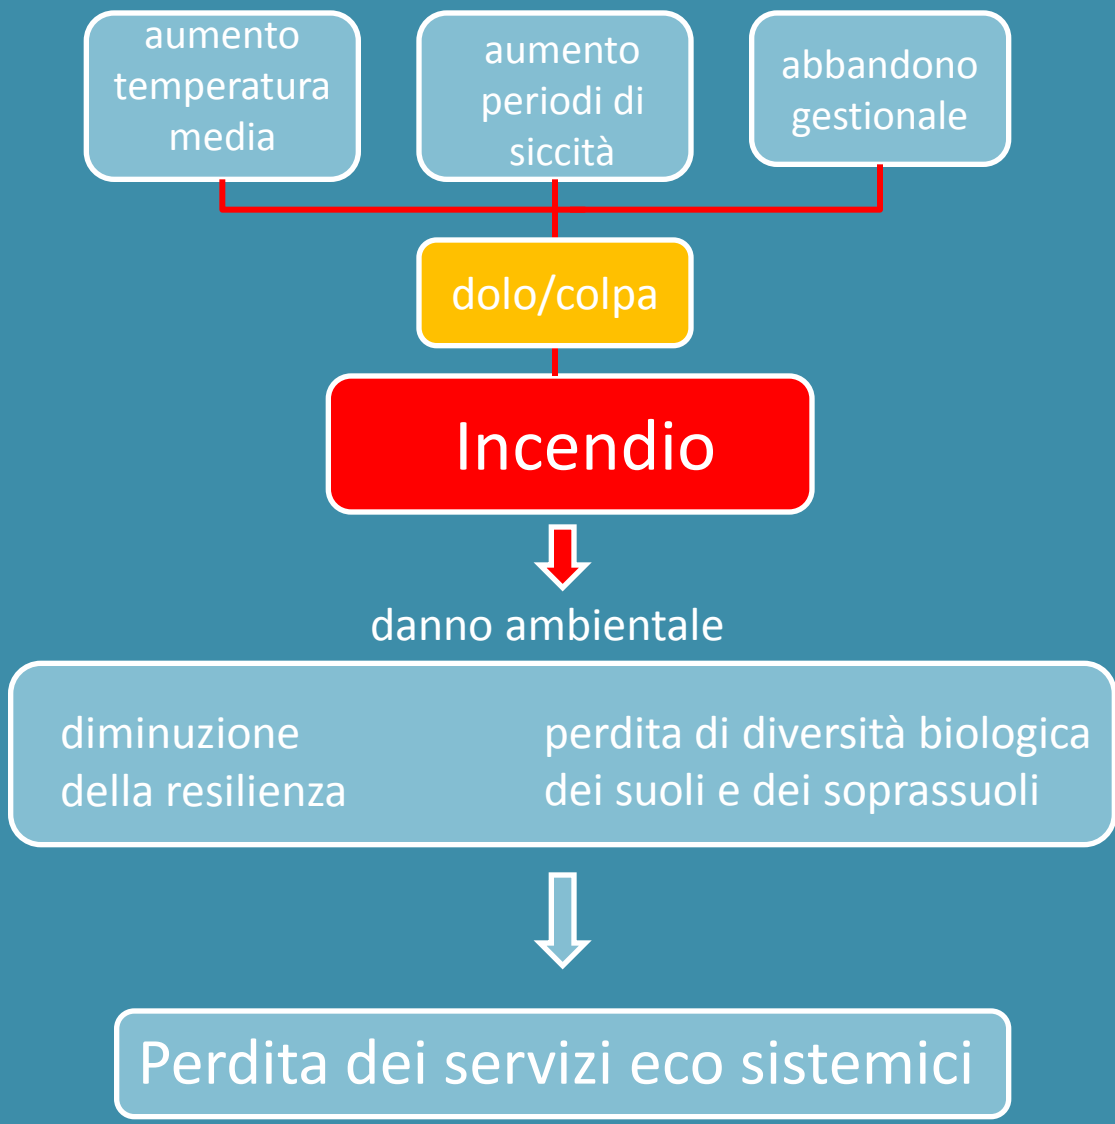 aumento
temperatura
media
aumento
periodi di
siccità
abbandono
gestionale
dolo/colpa
Incendio
danno ambientale
diminuzione
della resilienza
perdita di diversità biologica
dei suoli e dei soprassuoli
Perdita dei servizi eco sistemici